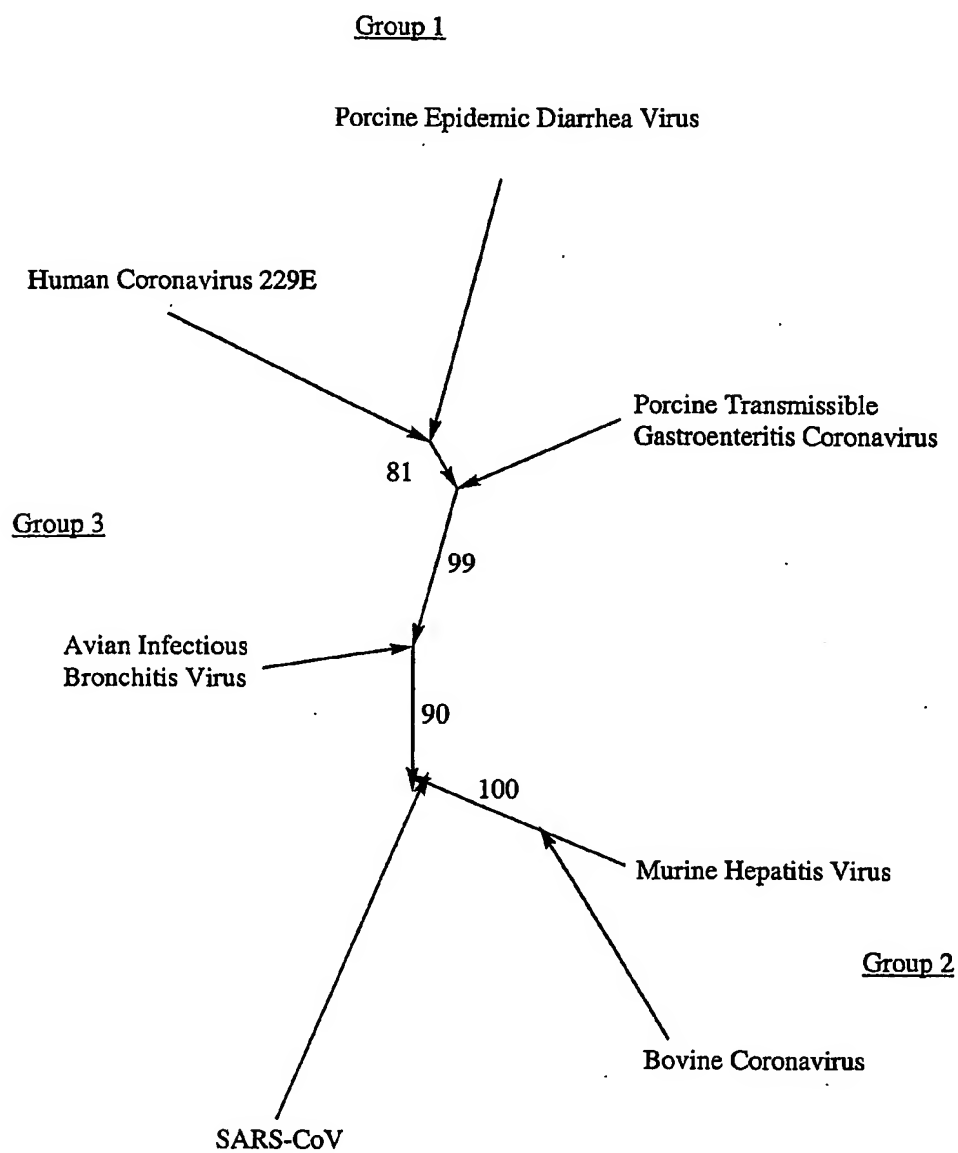 Group 1
Porcine Epidemic Diarrhea Virus
Human Coronavirus 229E
Porcine Transmissible
Gastroenteritis Coronavirus
81
Group 3
99
Avian Infectious
Bronchitis Virus
90
100
Murine Hepatitis Virus
Group 2
Bovine Coronavirus
SARS-CoV